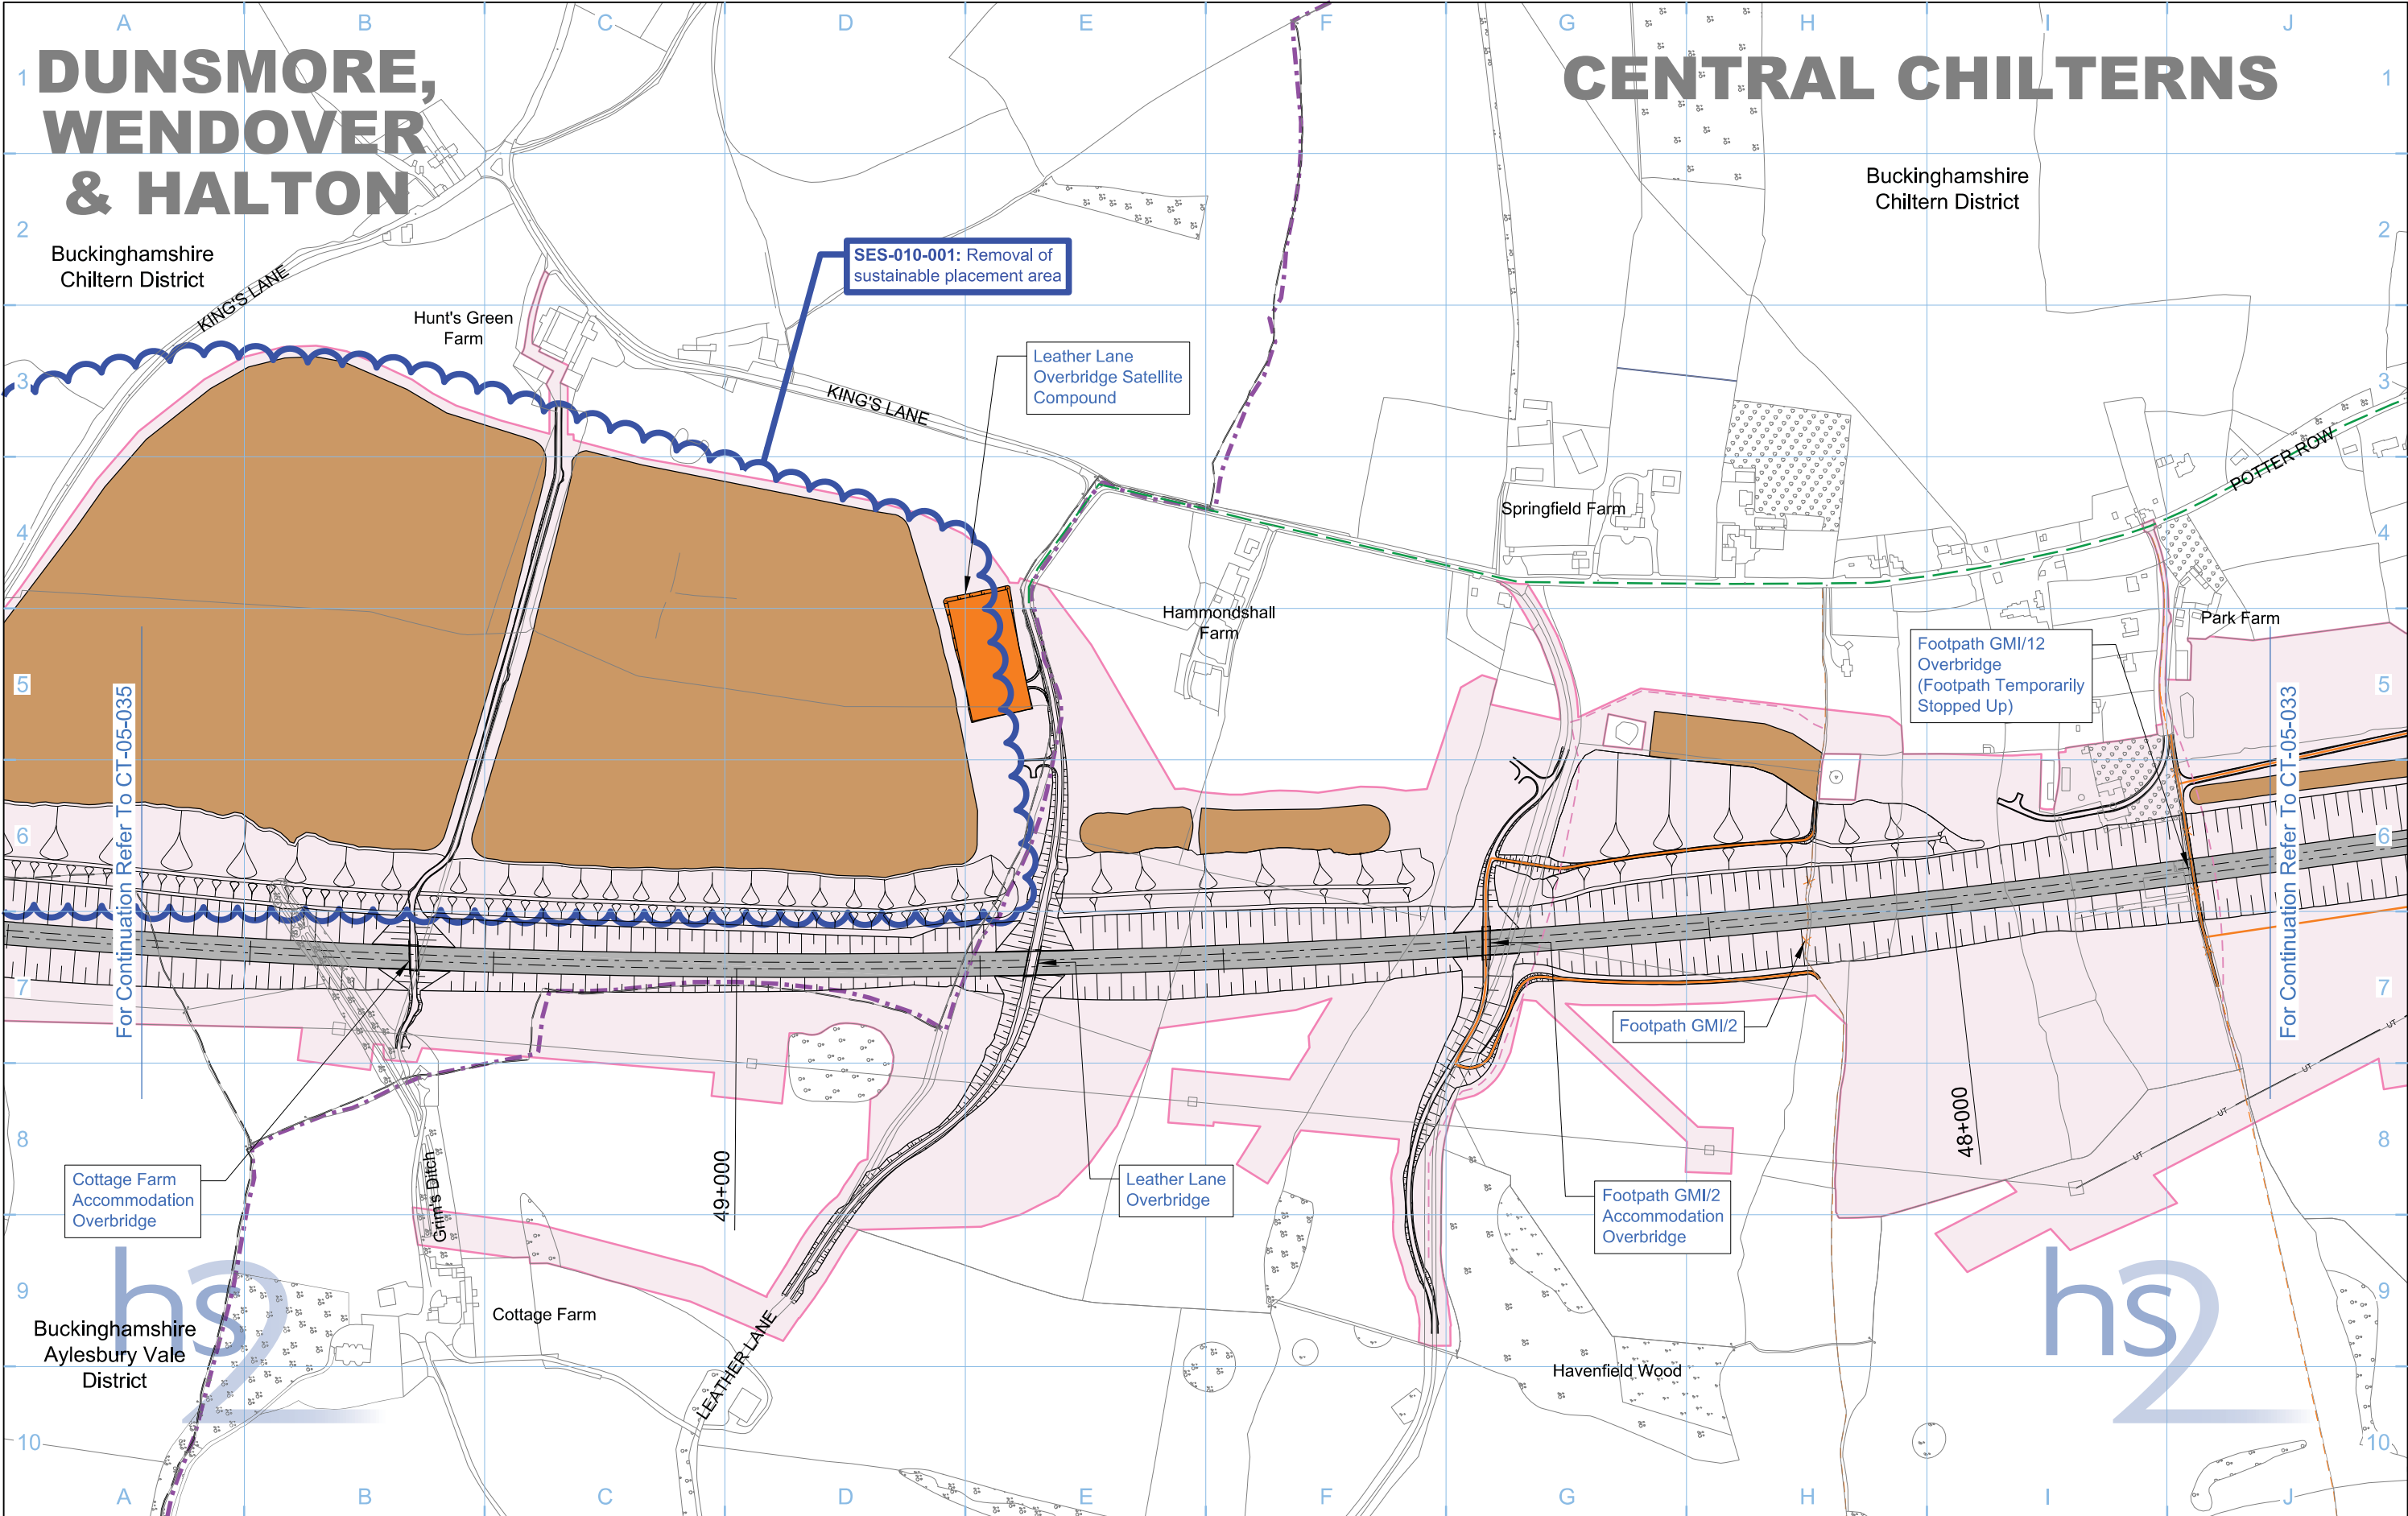 A B C D E F G H I J
DUNSMORE,
WENDOVER
& HALTON
CENTRAL CHILTERNS
1 1
Buckinghamshire
Chiltern District
Buckinghamshire
Chiltern District
2 2
KING'S LANE
SES-010-001: Removal of
sustainable placement area
Hunt's Green
Farm
Leather Lane
Overbridge Satellite
Compound
KING'S LANE
3 3
POTTER ROW
Springfield Farm
4 4
Hammondshall
Farm
Park Farm
Footpath GMI/12
Overbridge
(Footpath Temporarily
Stopped Up)
5 5
For Continuation Refer To CT-05-035
For Continuation Refer To CT-05-033
6 6
7 7
Footpath GMI/2
UT
UT
UT
8 8
48+000
49+000
Grim's Ditch
Cottage Farm
Accommodation
Overbridge
Leather Lane
Overbridge
Footpath GMI/2
Accommodation
Overbridge
hs2
hs2
9 9
Cottage Farm
Buckinghamshire
Aylesbury Vale
District
LEATHER LANE
Havenfield Wood
10 10
A B C D E F G H I J